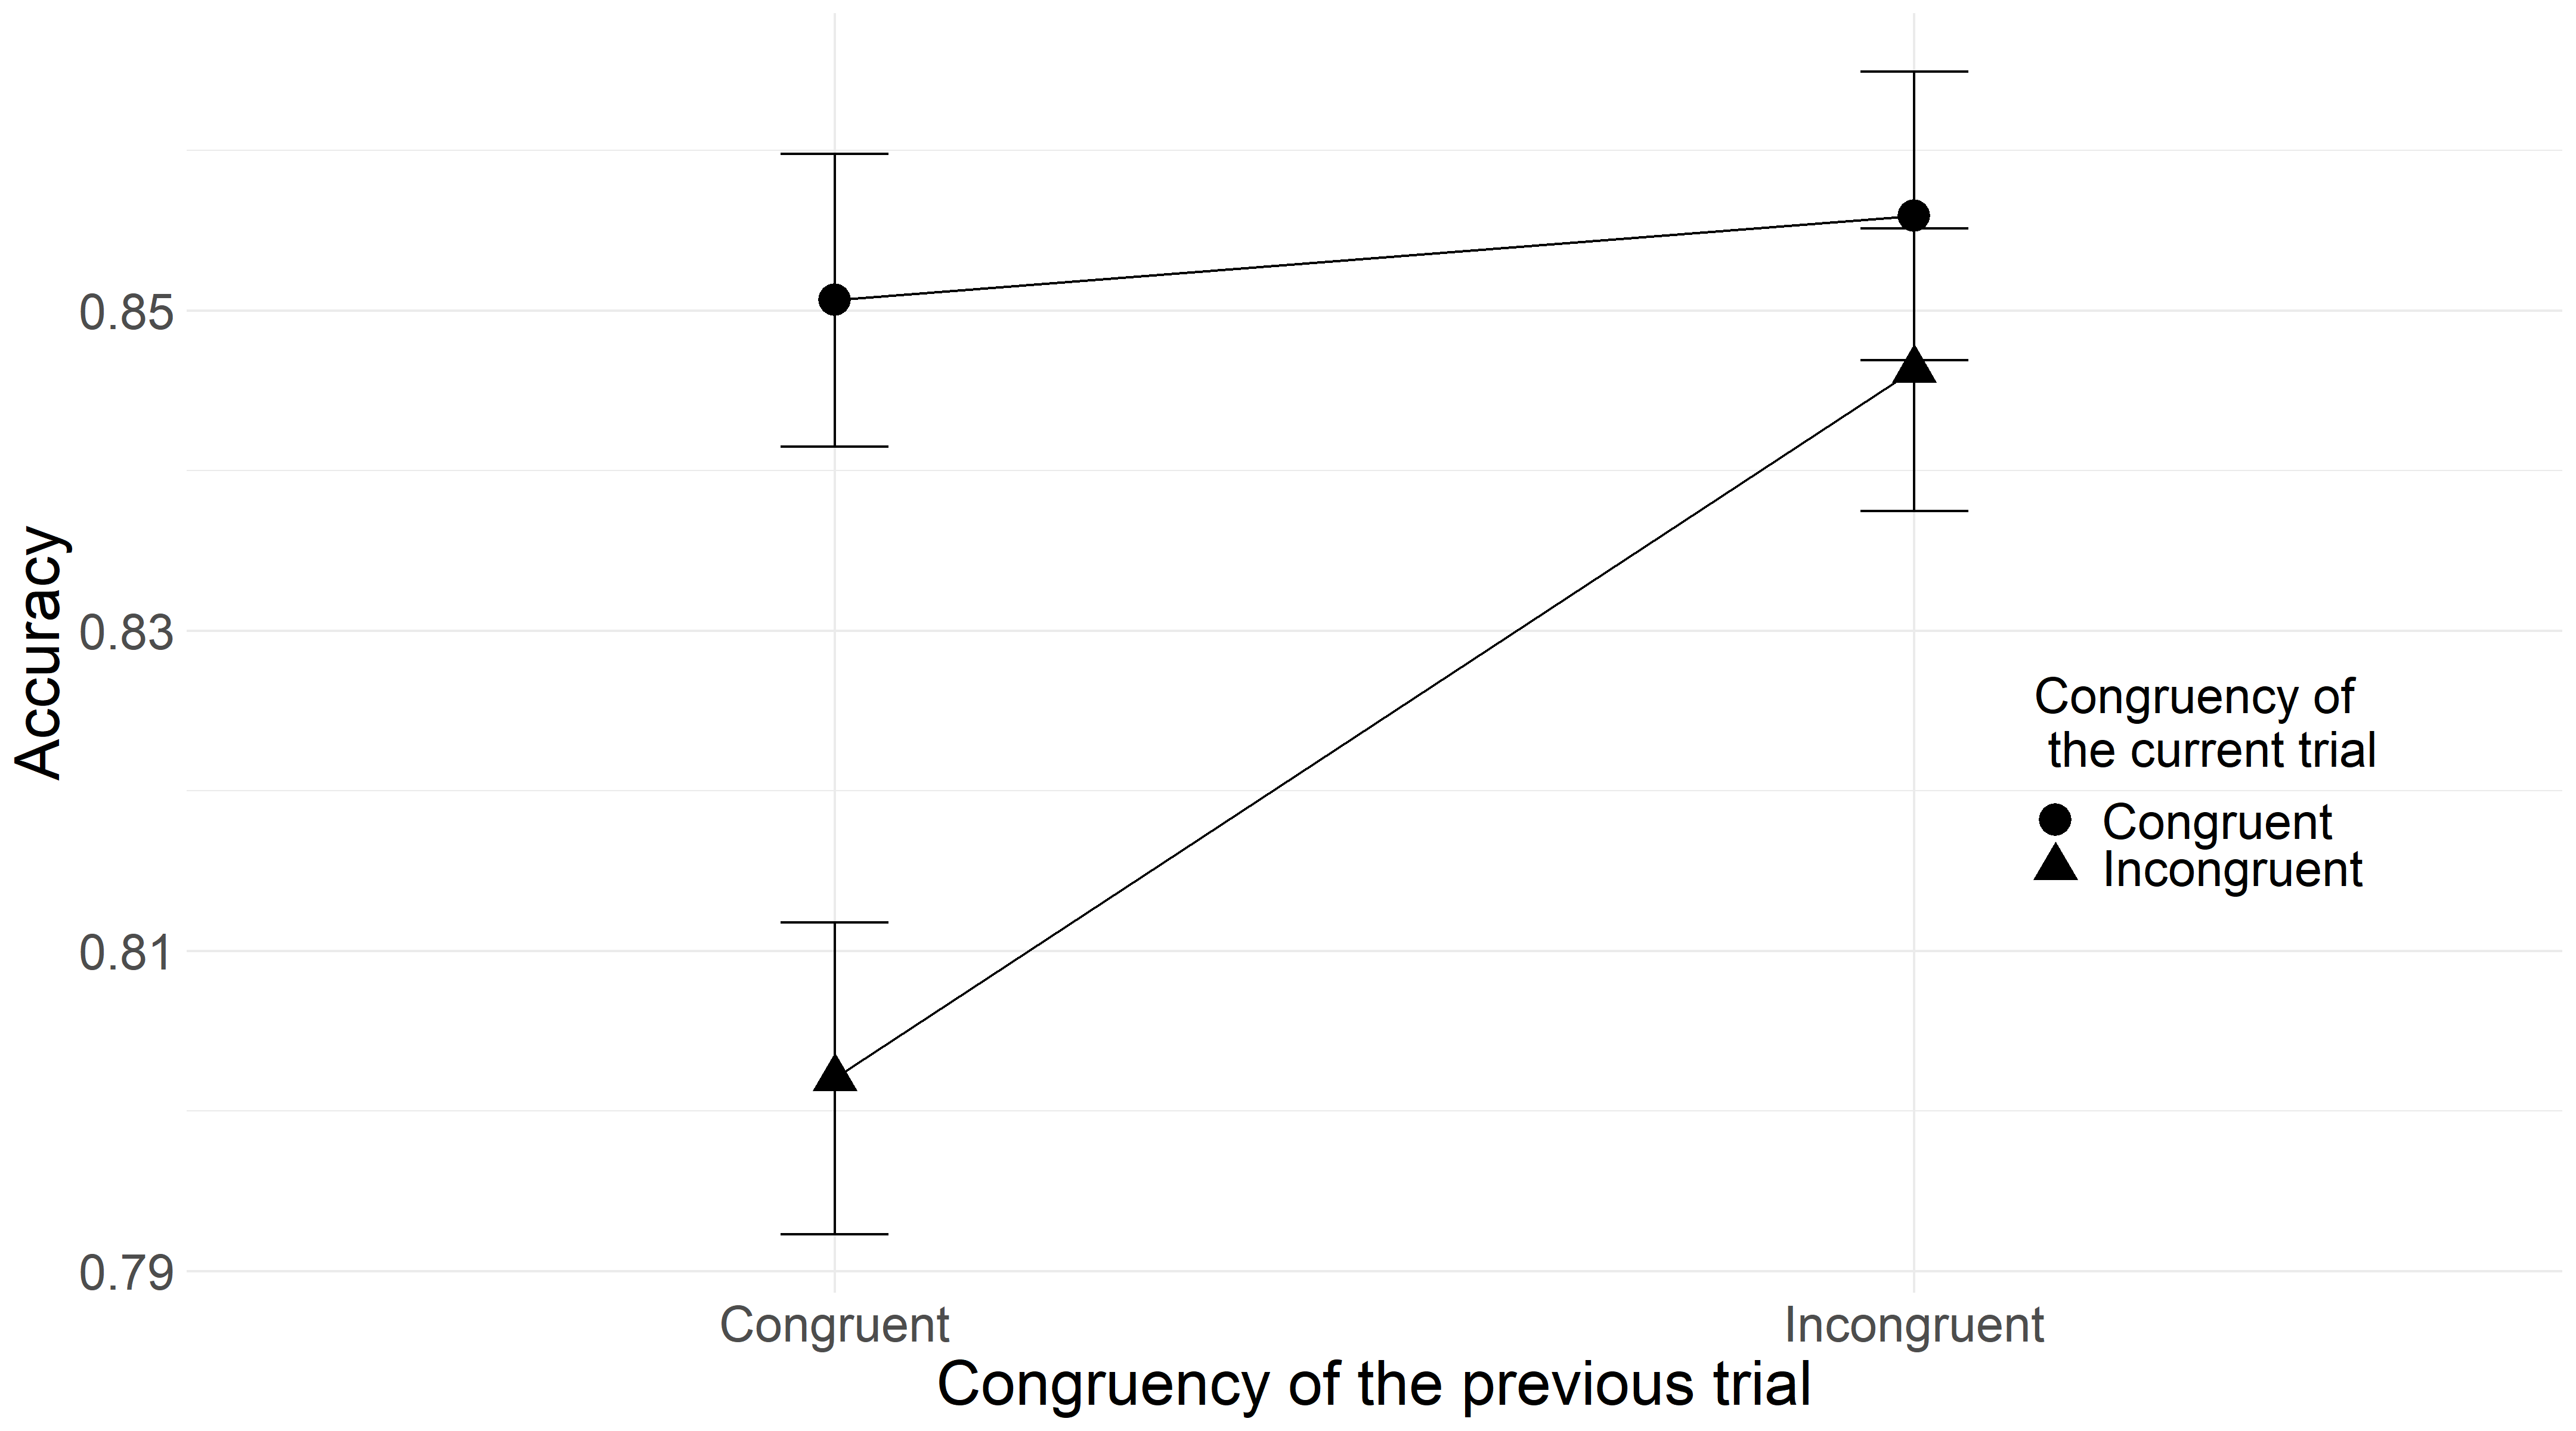 Accuracy
0.85
0.83
0.81
0.79
Congruent
Incongruent
Congruency of the previous trial
Congruency of
the current trial
Congruent
Incongruent